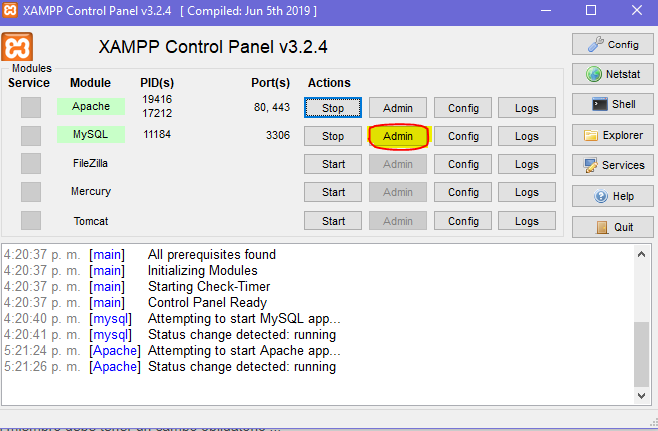 XAMPP Control Panel v3.2.4 [ Compiled: Jun 5th 2019 ]
XAMPP Control Panel v3.2.4
Config
Modules
Service Module PID(s) Port(s) Actions
Netstat
Apache 19416 17212 80, 443 Stop Admin Config Logs
Shell
MySQL 11184 3306 Stop Admin Config Logs
Explorer
FileZilla Start Admin Config Logs
Services
Mercury Start Admin Config Logs
Help
Tomcat Start Admin Config Logs
Quit
4:20:37 p. m. [main] All prerequisites found
4:20:37 p. m. [main] Initializing Modules
4:20:37 p. m. [main] Starting Check-Timer
4:20:37 p. m. [main] Control Panel Ready
4:20:40 p. m. [mysql] Attempting to start MySQL app...
4:20:41 p. m. [mysql] Status change detected: running
5:21:24 p. m. [Apache] Attempting to start Apache app...
5:21:26 p. m. [Apache] Status change detected: running